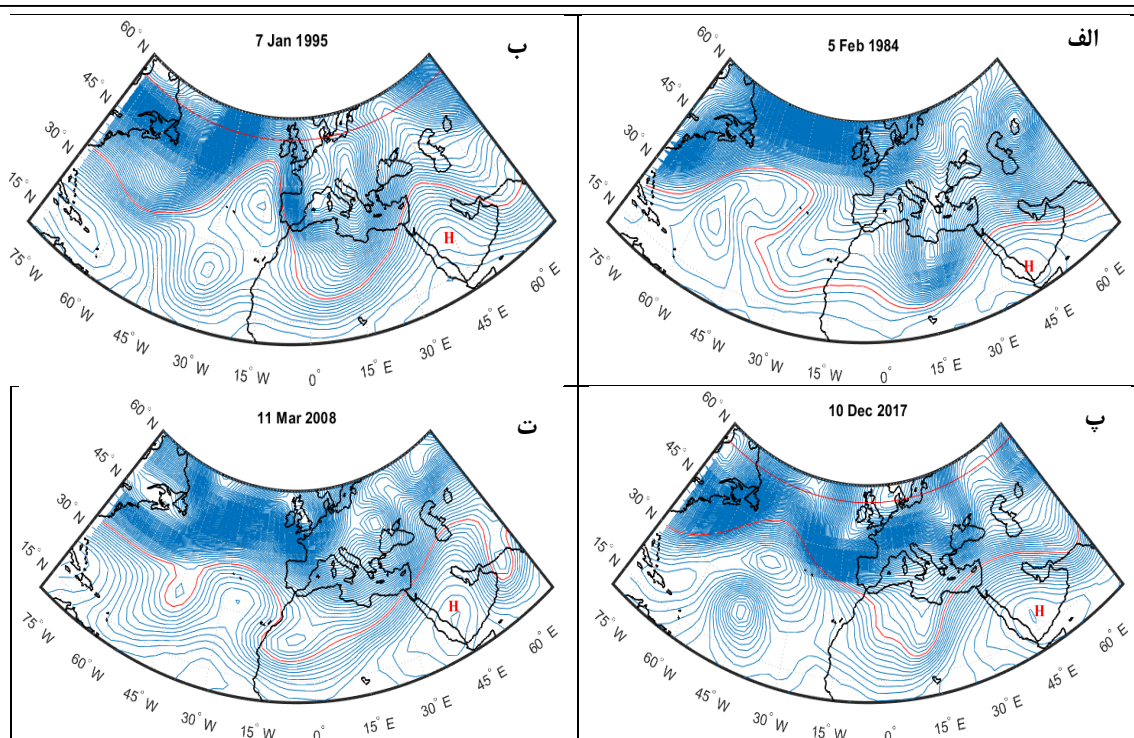 الف
5 Feb 1984
60° N
45° N
30° N
15° N
75° W
60° W
45° W
30° W
15° W
0°
15° E
30° E
45° E
60° E
H
ب
7 Jan 1995
60° N
45° N
30° N
15° N
75° W
60° W
45° W
30° W
15° W
0°
15° E
30° E
45° E
60° E
H
پ
10 Dec 2017
60° N
45° N
30° N
15° N
75° W
60° W
45° W
30° W
15° W
0°
15° E
30° E
45° E
60° E
H
ت
11 Mar 2008
60° N
45° N
30° N
15° N
75° W
60° W
45° W
30° W
15° W
0°
15° E
30° E
45° E
60° E
H